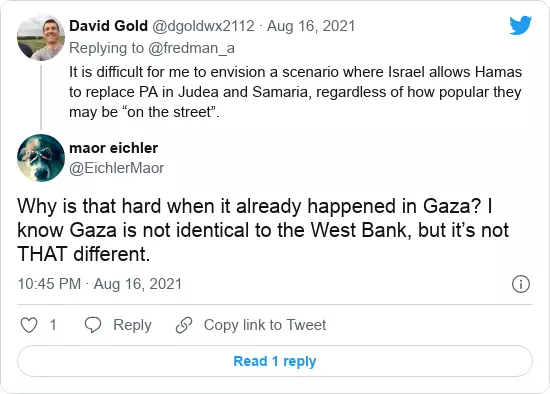 David Gold @dgoldwx2112 · Aug 16, 2021
Replying to @fredman_a
It is difficult for me to envision a scenario where Israel allows Hamas
to replace PA in Judea and Samaria, regardless of how popular they
may be “on the street”.
maor eichler
@EichlerMaor
Why is that hard when it already happened in Gaza? I
know Gaza is not identical to the West Bank, but it’s not
THAT different.
10:45 PM · Aug 16, 2021
1 Reply Copy link to Tweet
Read 1 reply